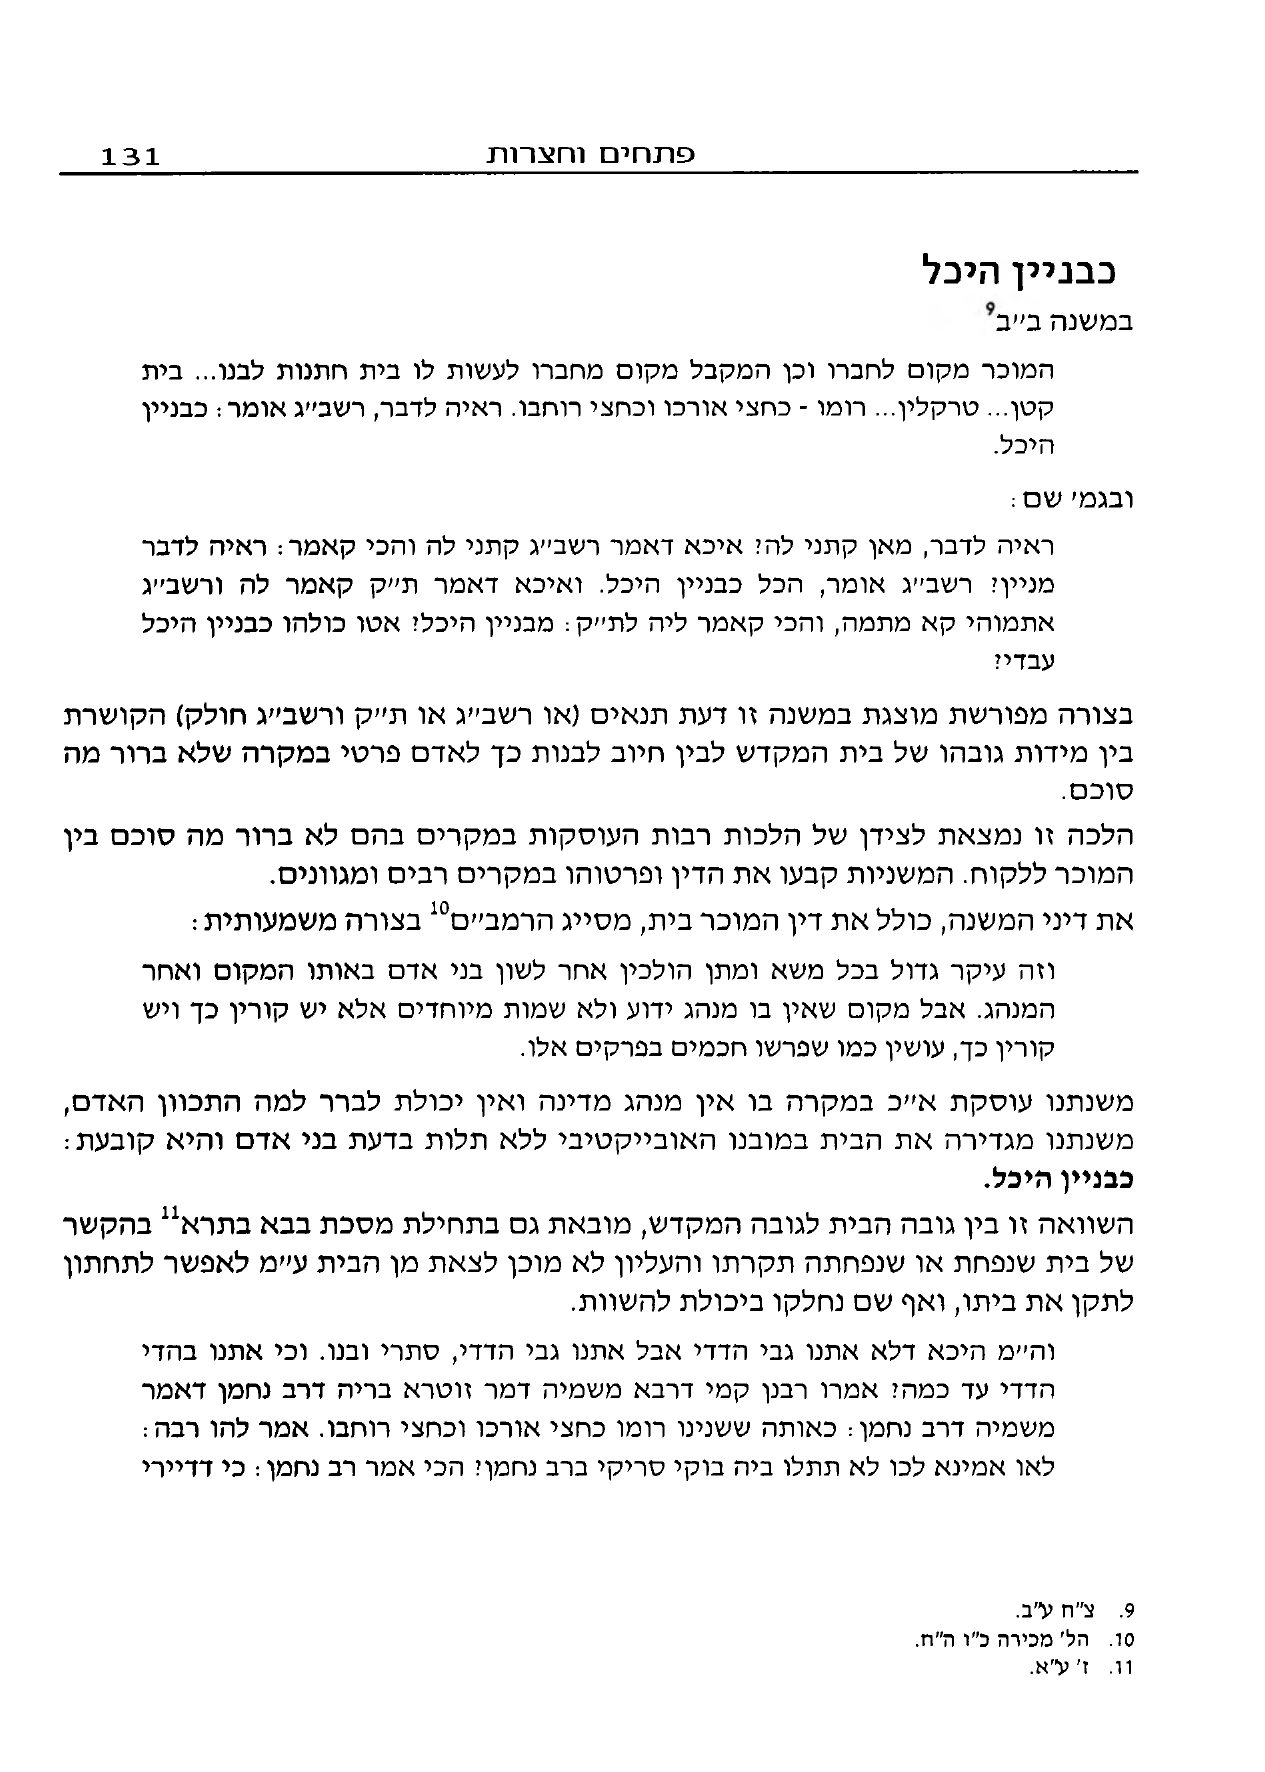 פתחים וחצרות 131
כבניין היכל
במשנה ב״ב9
המוכר מקום לחברו וכן המקבל מקום מחברו לעשות לו בית חתנות לבנו... בית
קטן... טרקלין... רומו - כחצי אורכו וכחצי רוחבו. ראיה לדבר, רשב״ג אומר: כבניין
היכל.
ובגמ׳ שם:
ראיה לדבר, מאן קתני לה? איכא דאמר רשב״ג קתני לה והכי קאמר: ראיה לדבר
מניין? רשב״ג אומר, הכל כבניין היכל. ואיכא דאמר ת״ק קאמר לה ורשב״ג
אתמוהי קא מתמה, והכי קאמר ליה לת״ק: מבניין היכל? אטו כולהו כבניין היכל
עבדי?
בצורה מפורשת מוצגת במשנה זו דעת תנאים (או רשב״ג או ת״ק ורשב״ג חולק) הקושרת
בין מידות גובהו של בית המקדש לבין חיוב לבנות כך לאדם פרטי במקרה שלא ברור מה
סוכם.
הלכה זו נמצאת לצידן של הלכות רבות העוסקות במקרים בהם לא ברור מה סוכם בין
המוכר ללקוח. המשניות קבעו את הדין ופרטוהו במקרים רבים ומגוונים.
את דיני המשנה, כולל את דין המוכר בית, מסייג הרמב״ם10 בצורה משמעותית:
וזה עיקר גדול בכל משא ומתן הולכין אחר לשון בני אדם באותו המקום ואחר
המנהג. אבל מקום שאין בו מנהג ידוע ולא שמות מיוחדים אלא יש קורין כך ויש
קורין כך, עושין כמו שפרשו חכמים בפרקים אלו.
משנתנו עוסקת א״כ במקרה בו אין מנהג מדינה ואין יכולת לברר למה התכוון האדם,
משנתנו מגדירה את הבית במובנו האובייקטיבי ללא תלות בדעת בני אדם והיא קובעת:
כבניין היכל.
השוואה זו בין גובה הבית לגובה המקדש, מובאת גם בתחילת מסכת בבא בתרא11 בהקשר
של בית שנפחת או שנפחתה תקרתו והעליון לא מוכן לצאת מן הבית ע״מ לאפשר לתחתון
לתקן את ביתו, ואף שם נחלקו ביכולת להשוות.
וה״מ היכא דלא אתנו גבי הדדי אבל אתנו גבי הדדי, סתרי ובנו. וכי אתנו בהדי
הדדי עד כמה? אמרו רבנן קמי דרבא משמיה דמר זוטרא בריה דרב נחמן דאמר
משמיה דרב נחמן: כאותה ששנינו רומו כחצי אורכו וכחצי רוחבו. אמר להו רבה:
לאו אמינא לכו לא תתלו ביה בוקי סריקי ברב נחמן? הכי אמר רב נחמן: כי דדיירי
9. צ״ח ע״ב.
10. הל׳ מכירה כ״ו ה״ח.
11. ז׳ ע״א.